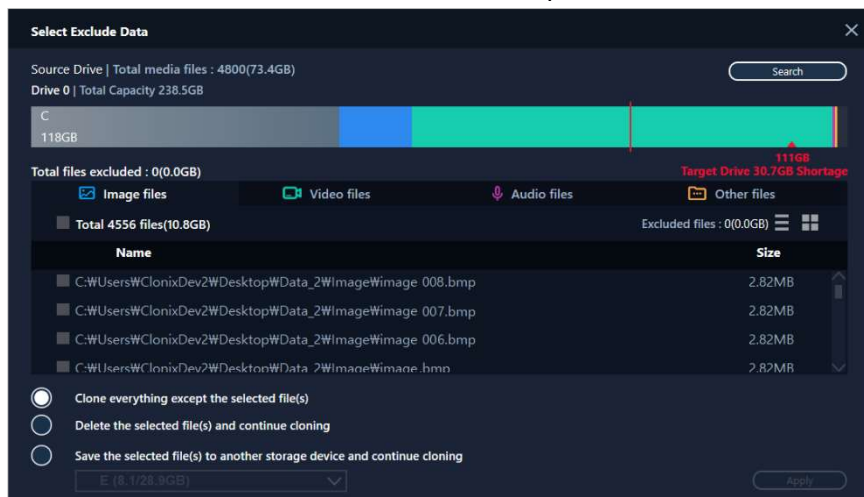 Select Exclude Data
Source Drive | Total media files : 4800(73.4GB)
Search
Drive 0 | Total Capacity 238.5GB
C
118GB
111GB
Total files excluded : 0(0.0GB)
Target Drive 30.7GB Shortage
Image files
Video files
Audio files
Other files
Total 4556 files(10.8GB)
Excluded files : 0(0.0GB)
Name
Size
C:₩Users₩ClonixDev2₩Desktop₩Data_2₩Image₩image 008.bmp
2.82MB
C:₩Users₩ClonixDev2₩Desktop₩Data_2₩Image₩image 007.bmp
2.82MB
C:₩Users₩ClonixDev2₩Desktop₩Data_2₩Image₩image 006.bmp
2.82MB
C:₩Users₩ClonixDev2₩Desktop₩Data_2₩Image₩image.bmp
2.82MB
Clone everything except the selected file(s)
Delete the selected file(s) and continue cloning
Save the selected file(s) to another storage device and continue cloning
E (8.1/28.9GB)
Apply